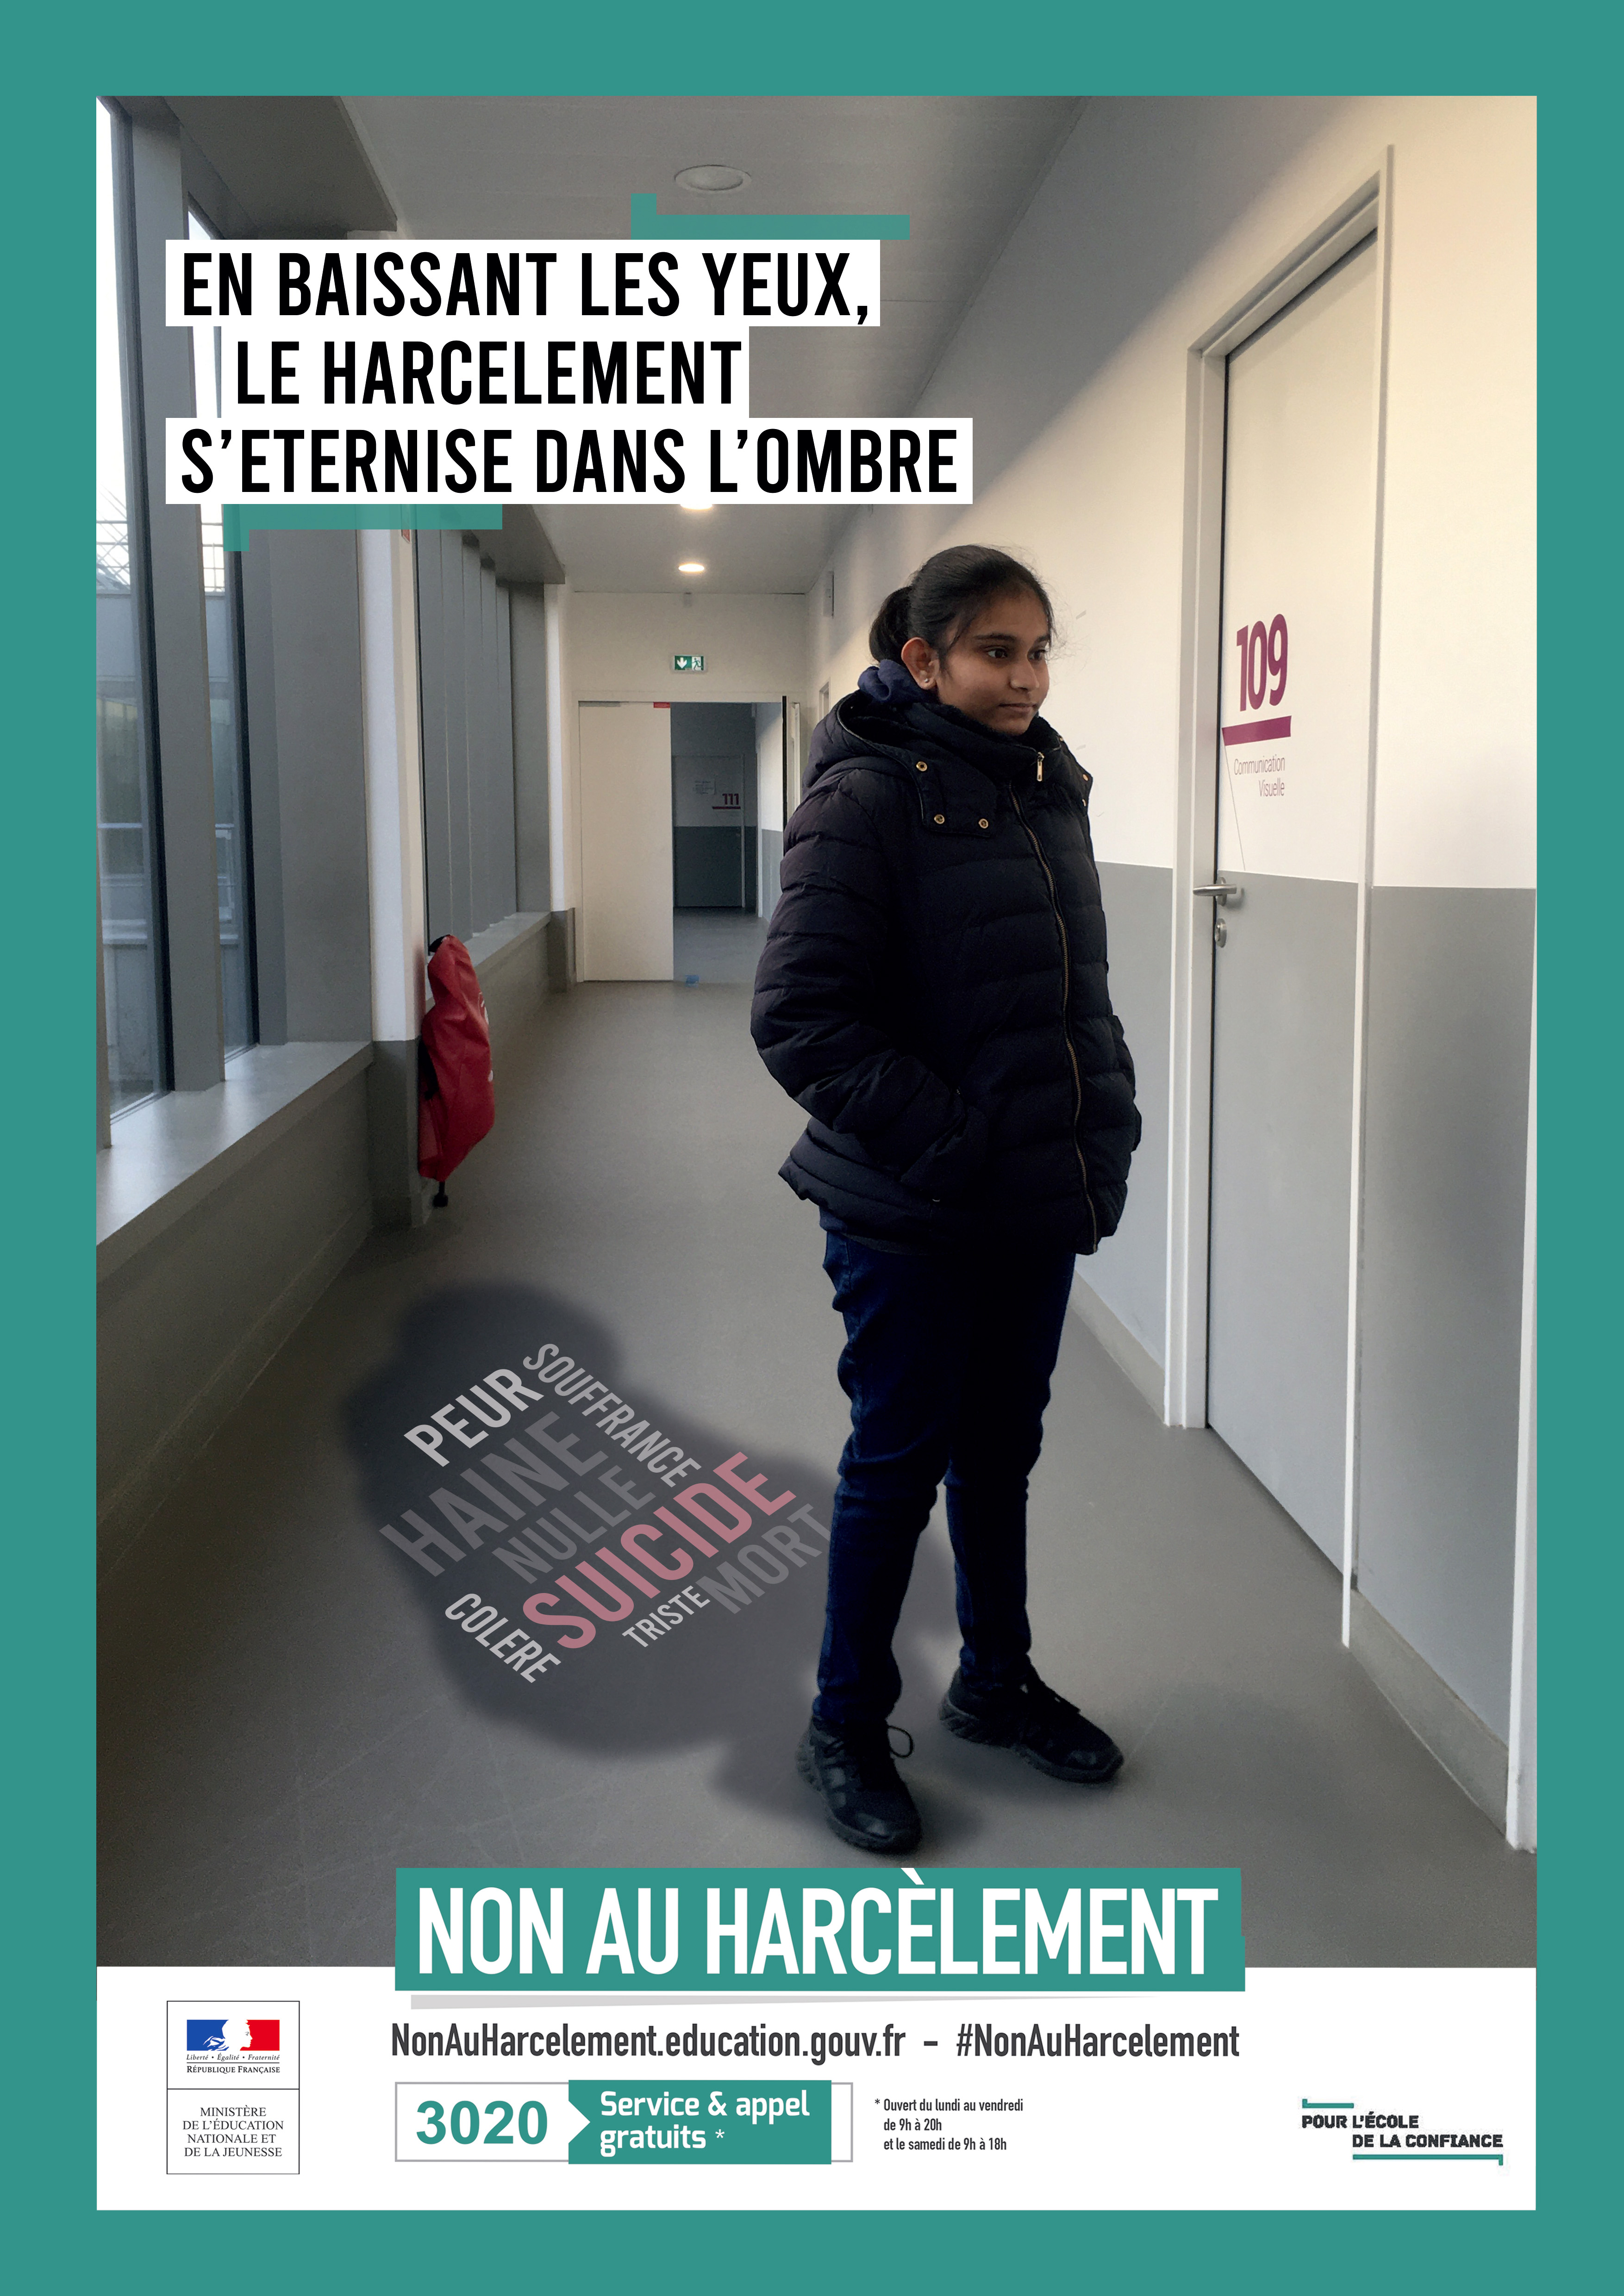 EN BAISSANT LES YEUX,
LE HARCELEMENT
S'ETERNISE DANS L'OMBRE
109
Communication
Visuelle
111
PEUR
SOUFFRANCE
HAINE
NULLE
SUICIDE
MORT
TRISTE
COLERE
NON AU HARCÈLEMENT
NonAuHarcelement.education.gouv.fr - #NonAuHarcelement
Liberté • Égalité • Fraternité
RÉPUBLIQUE FRANÇAISE
MINISTÈRE
DE L'ÉDUCATION
NATIONALE ET
DE LA JEUNESSE
3020
Service & appel
gratuits *
* Ouvert du lundi au vendredi
de 9h à 20h
et le samedi de 9h à 18h
POUR L'ÉCOLE
DE LA CONFIANCE